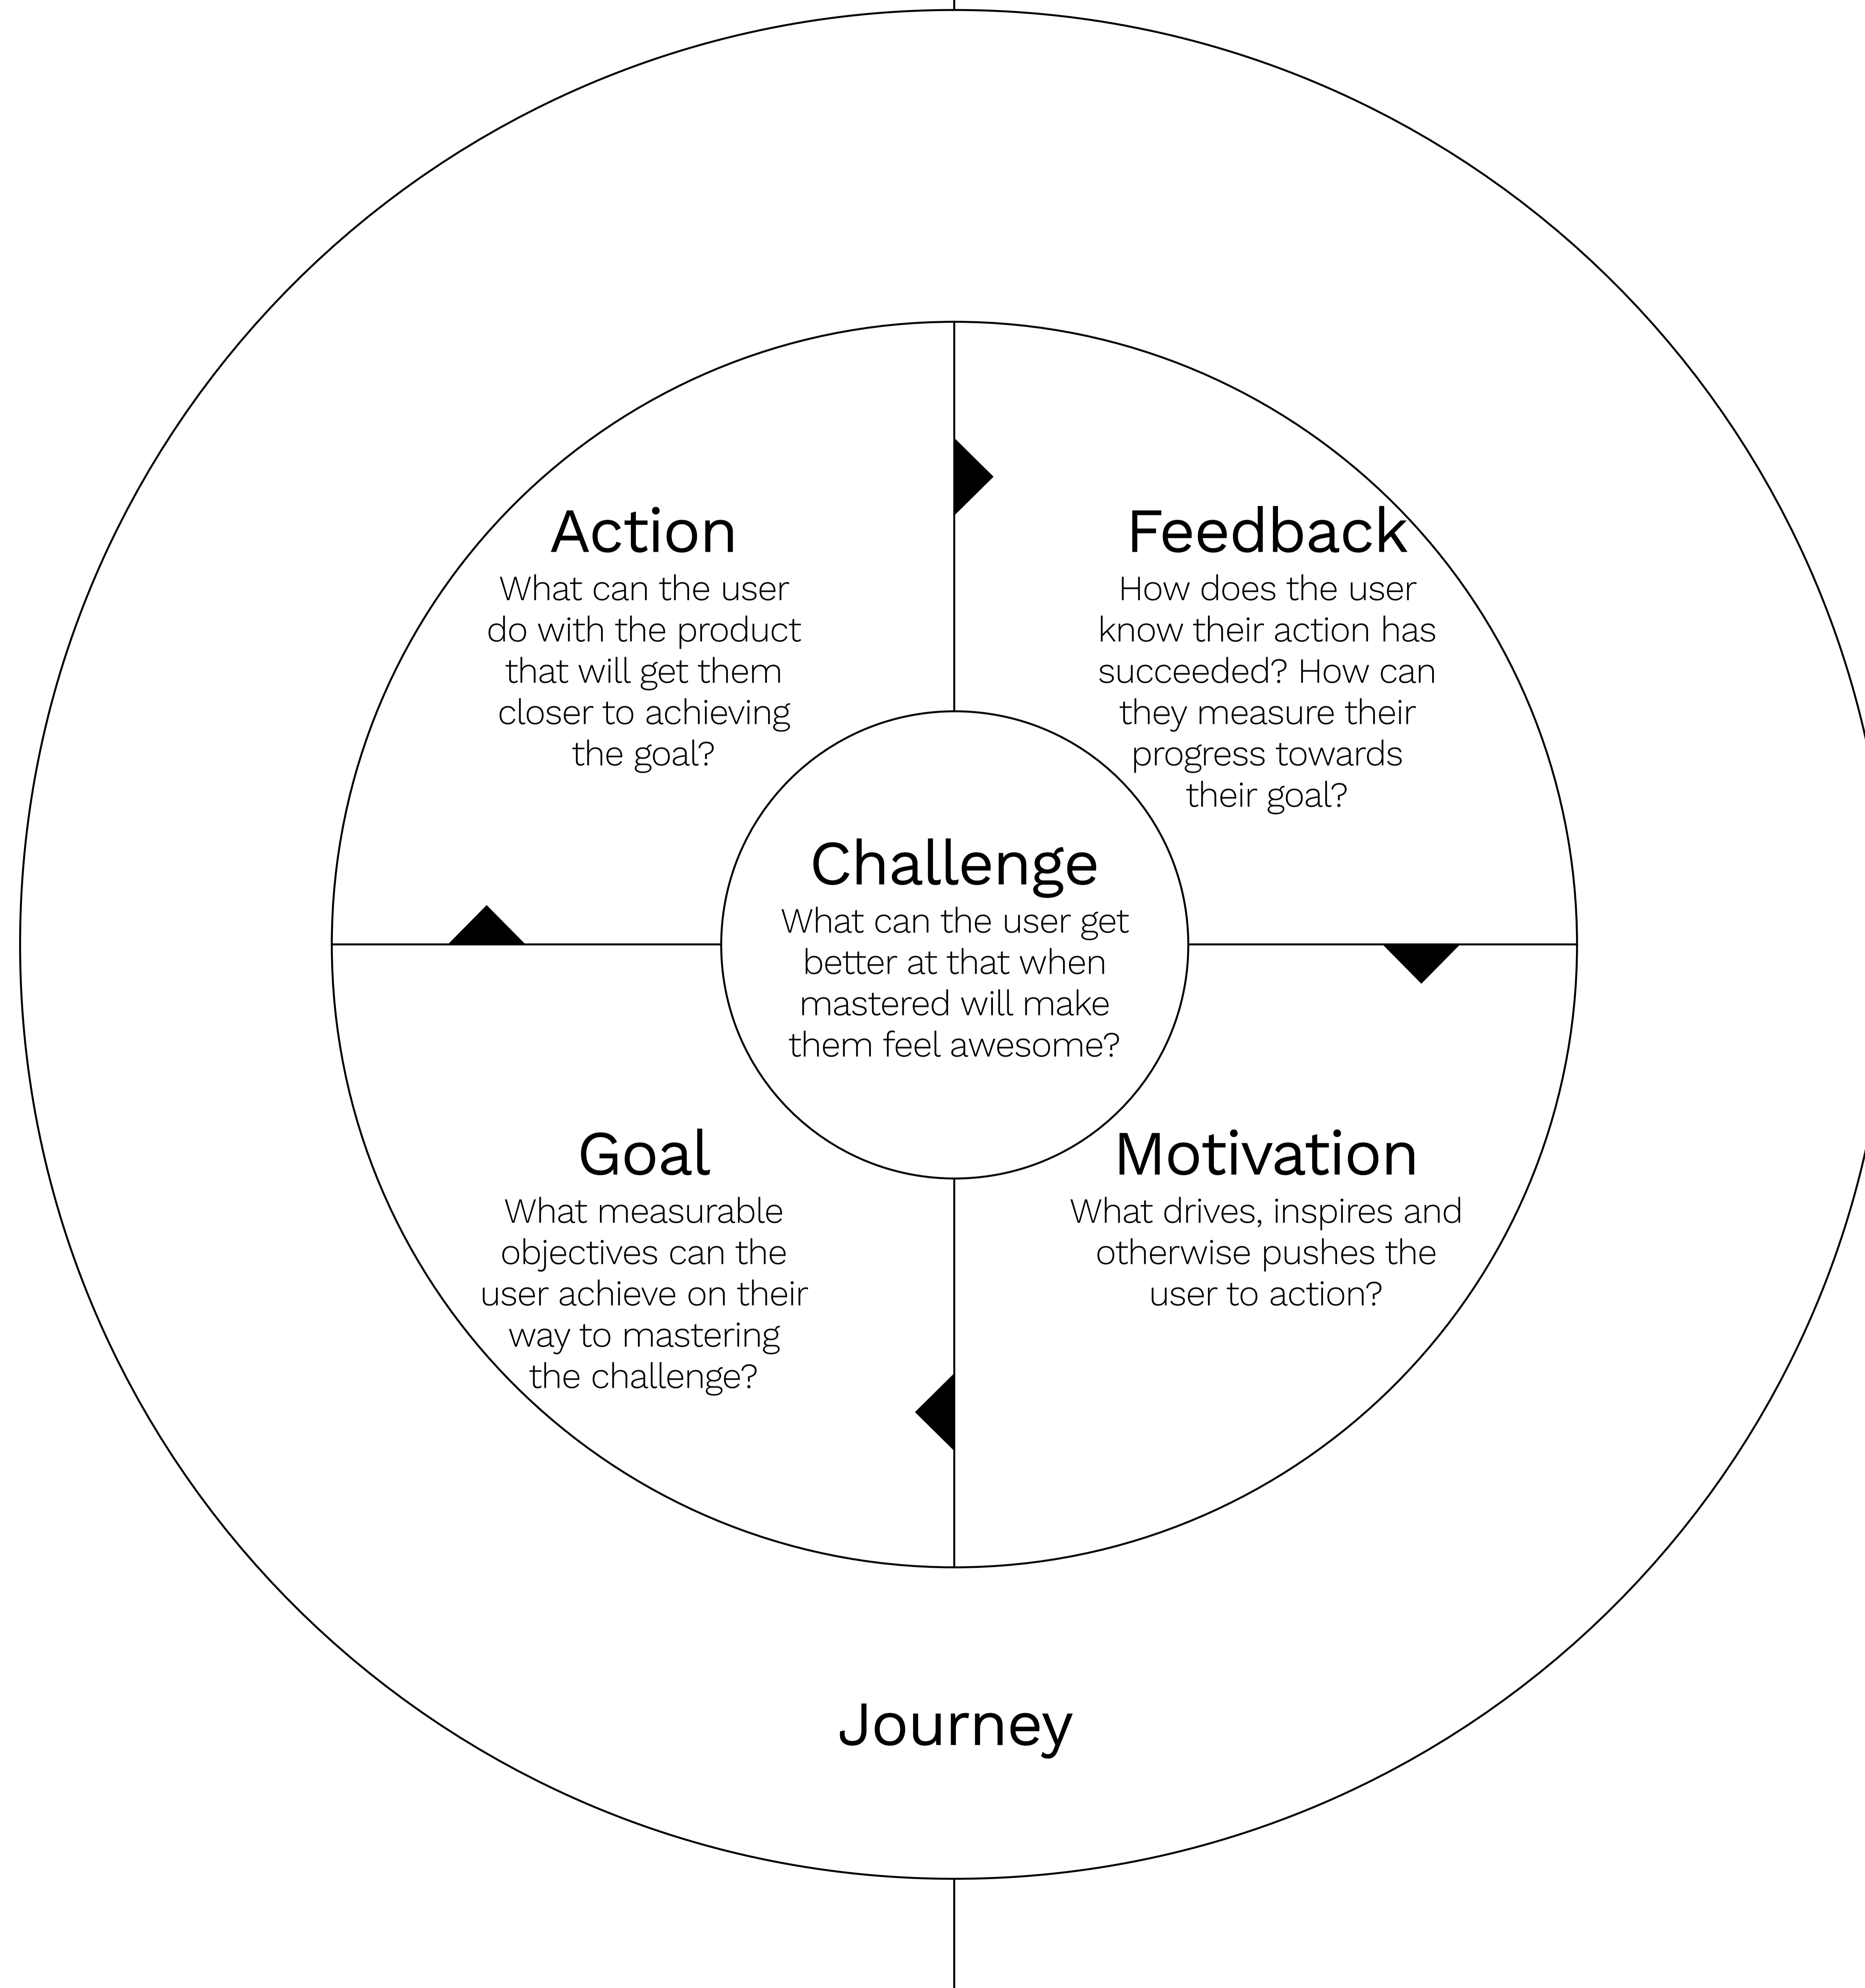 Action
What can the user
do with the product
that will get them
closer to achieving
the goal?
Feedback
How does the user
know their action has
succeeded? How can
they measure their
progress towards
their goal?
Challenge
What can the user get
better at that when
mastered will make
them feel awesome?
Goal
What measurable
objectives can the
user achieve on their
way to mastering
the challenge?
Motivation
What drives, inspires and
otherwise pushes the
user to action?
Journey